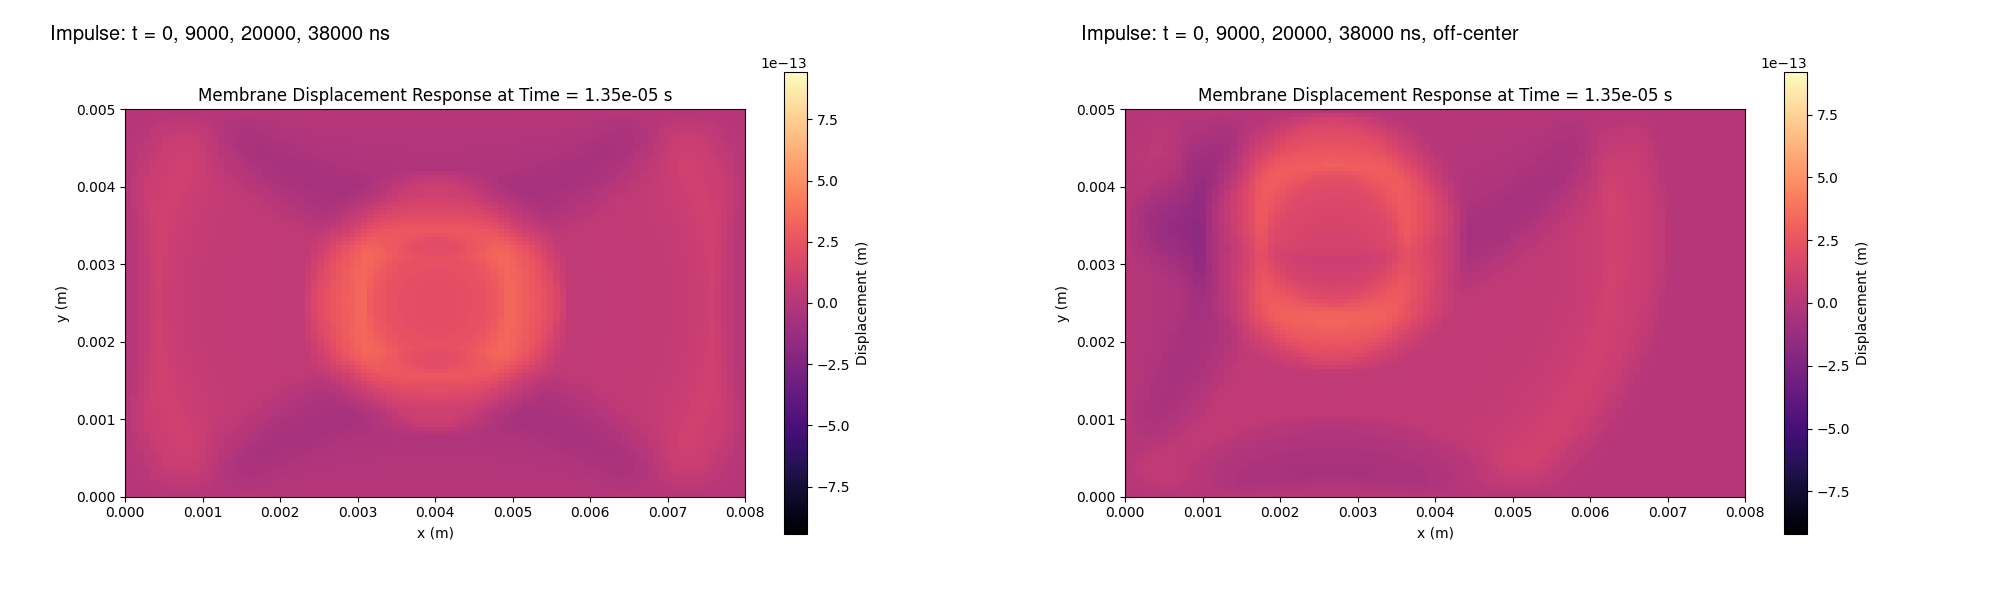 Impulse: t = 0, 9000, 20000, 38000 ns
1e−13
Membrane Displacement Response at Time = 1.35e-05 s
0.005
0.004
0.003
0.002
0.001
0.000
y (m)
0.000 0.001 0.002 0.003 0.004 0.005 0.006 0.007 0.008
x (m)
7.5
5.0
2.5
0.0
−2.5
−5.0
−7.5
Displacement (m)
Impulse: t = 0, 9000, 20000, 38000 ns, off-center
1e−13
Membrane Displacement Response at Time = 1.35e-05 s
0.005
0.004
0.003
0.002
0.001
0.000
y (m)
0.000 0.001 0.002 0.003 0.004 0.005 0.006 0.007 0.008
x (m)
7.5
5.0
2.5
0.0
−2.5
−5.0
−7.5
Displacement (m)